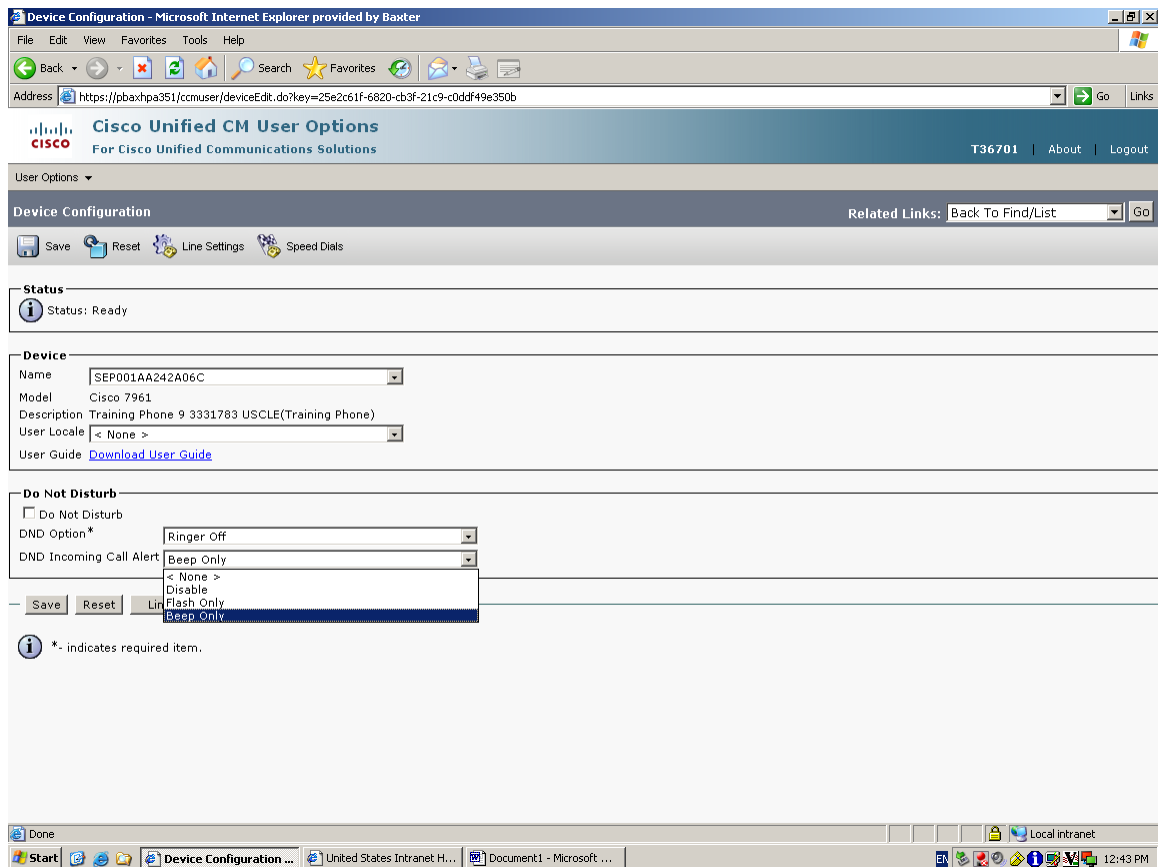 Device Configuration - Microsoft Internet Explorer provided by Baxter
File Edit View Favorites Tools Help
Back Search Favorites
Address https://pbaxhpa351/ccmuser/deviceEdit.do?key=25e2c61f-6820-cb3f-21c9-c0ddf49e350b Go Links
CISCO
Cisco Unified CM User Options
For Cisco Unified Communications Solutions
T36701 | About | Logout
User Options
Device Configuration
Related Links: Back To Find/List Go
Save Reset Line Settings Speed Dials
Status
Status: Ready
Device
Name SEP001AA242A06C
Model Cisco 7961
Description Training Phone 9 3331783 USCLE(Training Phone)
User Locale < None >
User Guide Download User Guide
Do Not Disturb
Do Not Disturb
DND Option* Ringer Off
DND Incoming Call Alert Beep Only
< None >
Disable
Flash Only
Beep Only
Save Reset Lin
*- indicates required item.
Done Local intranet
Start Device Configuration ... United States Intranet H... Document1 - Microsoft ... EN 12:43 PM